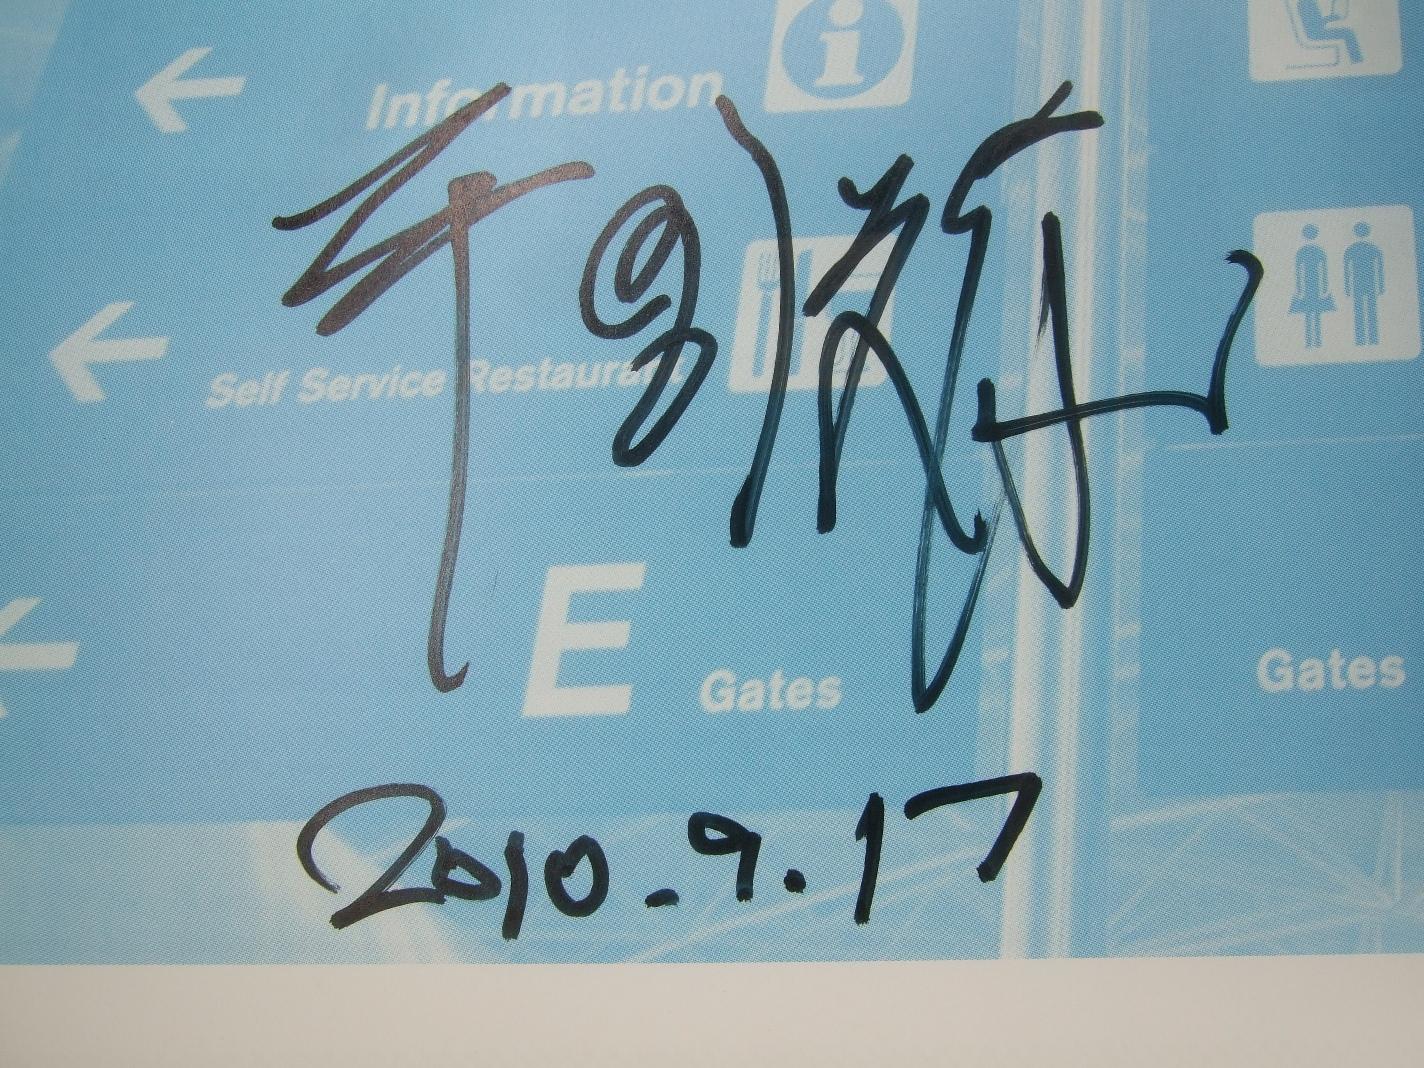 Information
Self Service Restaurant
E Gates
Gates
2010.9.17